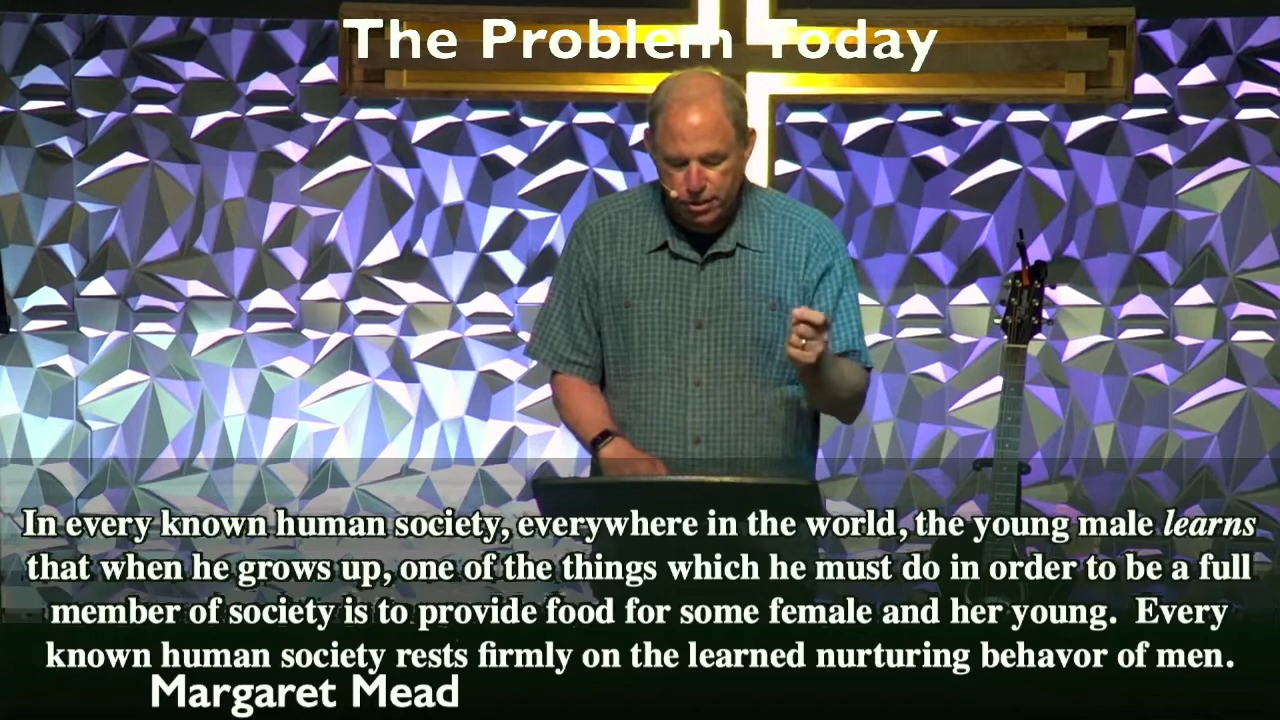 The Problem Today
In every known human society, everywhere in the world, the young male learns
that when he grows up, one of the things which he must do in order to be a full
member of society is to provide food for some female and her young.  Every
known human society rests firmly on the learned nurturing behavor of men.
Margaret Mead